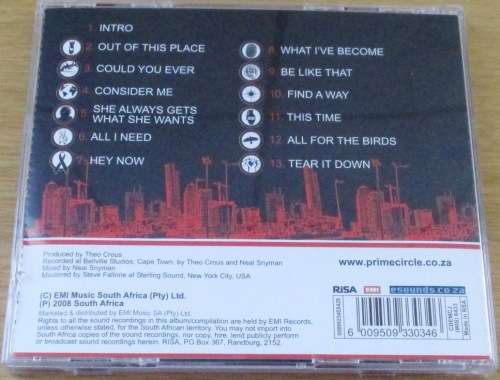 1. INTRO
2. OUT OF THIS PLACE
3. COULD YOU EVER
4. CONSIDER ME
5. SHE ALWAYS GETS
WHAT SHE WANTS
6. ALL I NEED
7. HEY NOW
8. WHAT I'VE BECOME
9. BE LIKE THAT
10. FIND A WAY
11. THIS TIME
12. ALL FOR THE BIRDS
13. TEAR IT DOWN
Produced by Theo Crous
Recorded at Bellville Studios, Cape Town, by Theo Crous and Neal Snyman
Mixed by Neal Snyman
Mastered by Steve Fallone at Sterling Sound, New York City, USA
www.primecircle.co.za
(C) EMI Music South Africa (Pty) Ltd.
(P) 2008 South Africa
Marketed & distributed by EMI Music SA (Pty) Ltd.
Rights to all the sound recordings in this album/compilation are held by EMI Records,
unless otherwise stated, for the South African territory. You may not import into
South Africa copies of the sound recordings, nor copy, hire, lend, publicly perform
or broadcast sound recordings herein. RISA, PO Box 367, Randburg, 2152.
RiSA EMI esounds.co.za
6 009509 330346
Made in RSA